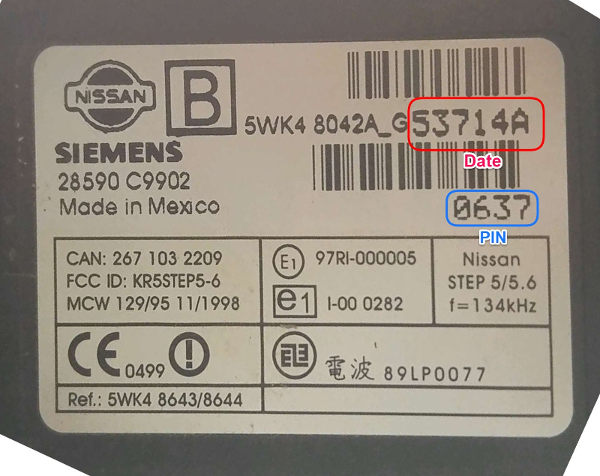 NISSAN
B
5WK4 8042A_G53714A
Date
SIEMENS
28590 C9902
Made in Mexico
0637
PIN
CAN: 267 103 2209
FCC ID: KR5STEP5-6
MCW 129/95 11/1998
E1 97RI-000005
e1 I-00 0282
Nissan
STEP 5/5.6
f=134kHz
CE 0499
電波 89LP0077
Ref.: 5WK4 8643/8644